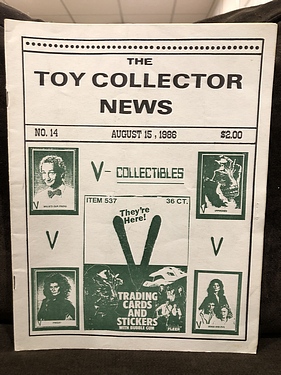 THE
TOY COLLECTOR
NEWS
NO. 14 AUGUST 15, 1986 $2.00
V - COLLECTIBLES
ITEM 537 36 CT.
They're
Here!
V
V
V
TRADING
CARDS
AND
STICKERS
WITH BUBBLE GUM
FLEER
V
V
V